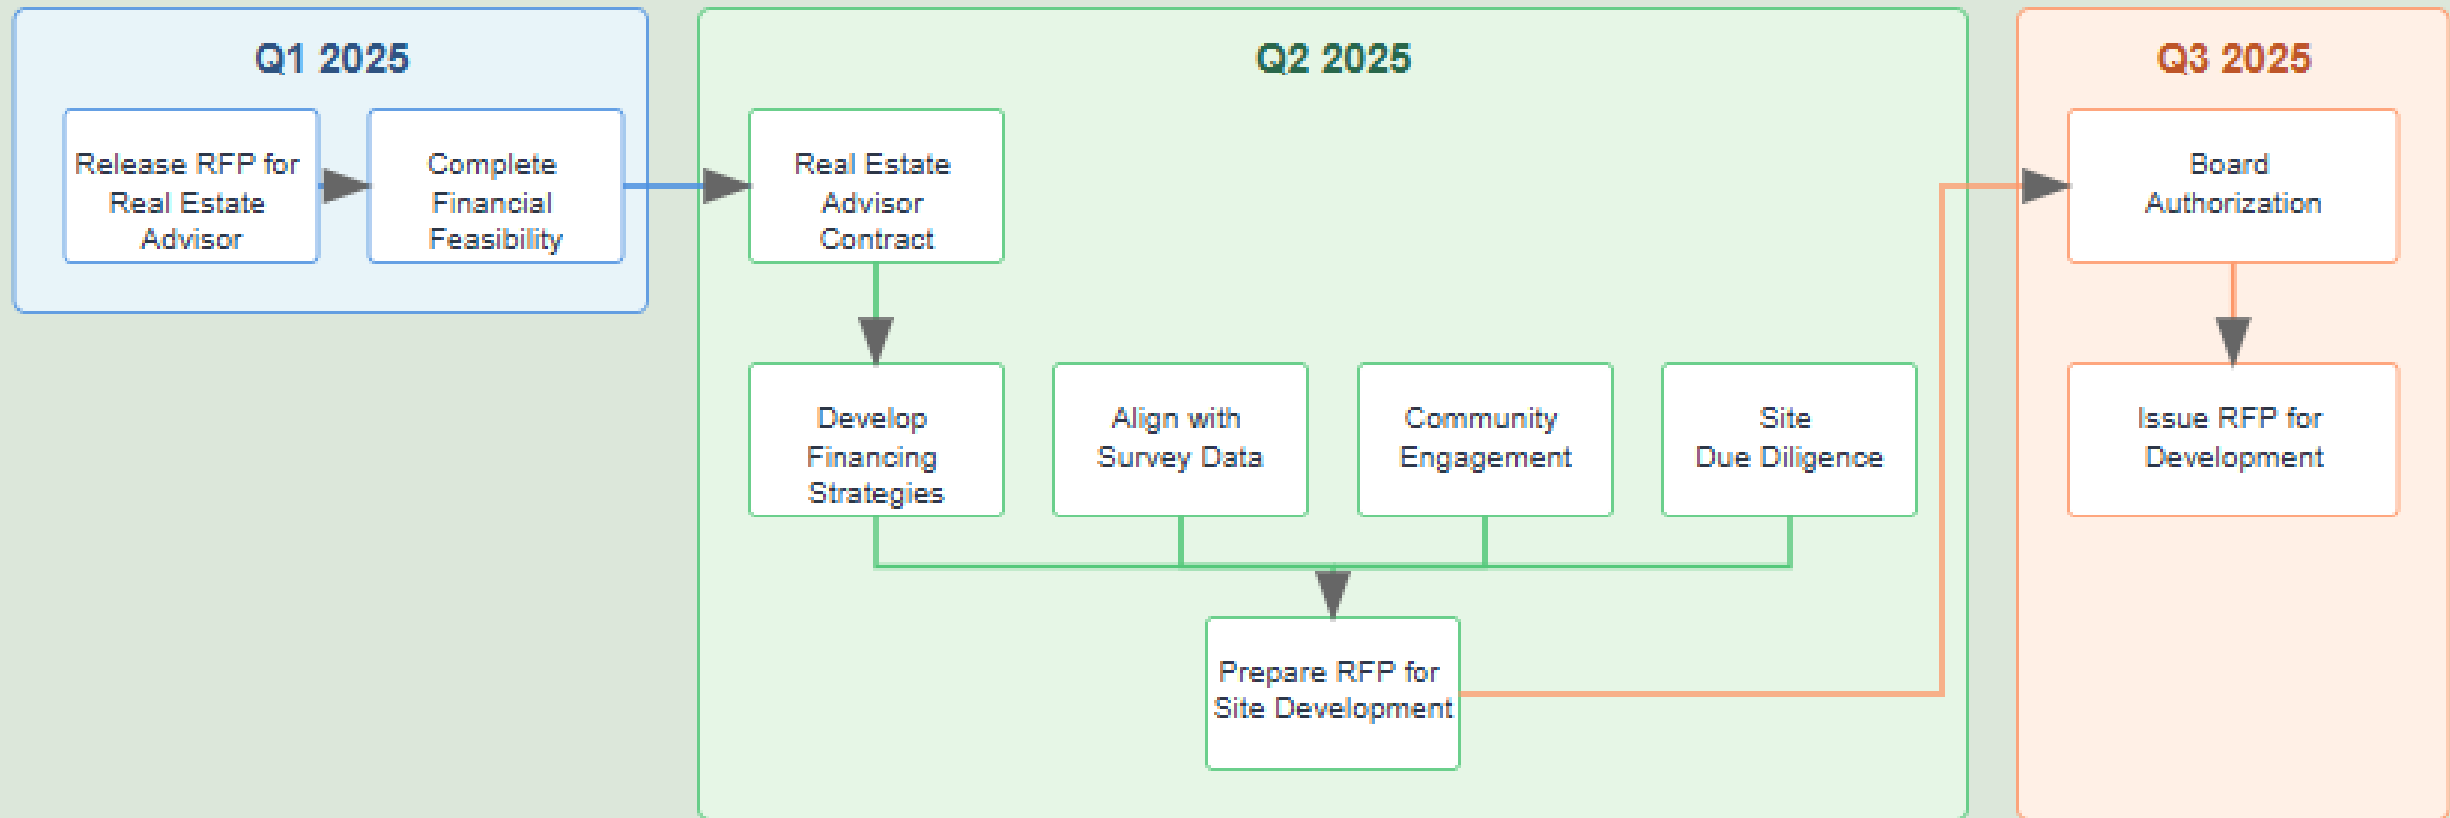 Q1 2025
Release RFP for
Real Estate
Advisor
Complete
Financial
Feasibility
Q2 2025
Real Estate
Advisor
Contract
Develop
Financing
Strategies
Align with
Survey Data
Community
Engagement
Site
Due Diligence
Prepare RFP for
Site Development
Q3 2025
Board
Authorization
Issue RFP for
Development